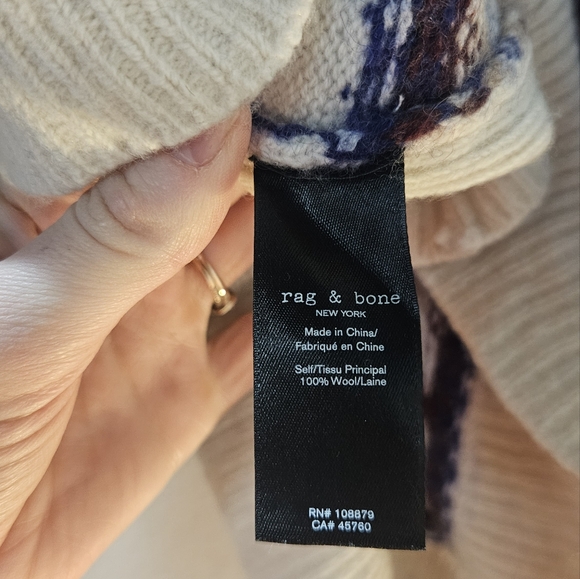 rag & bone
NEW YORK
Made in China/
Fabriqué en Chine
Self/Tissu Principal
100% Wool/Laine
RN# 108879
CA# 45760